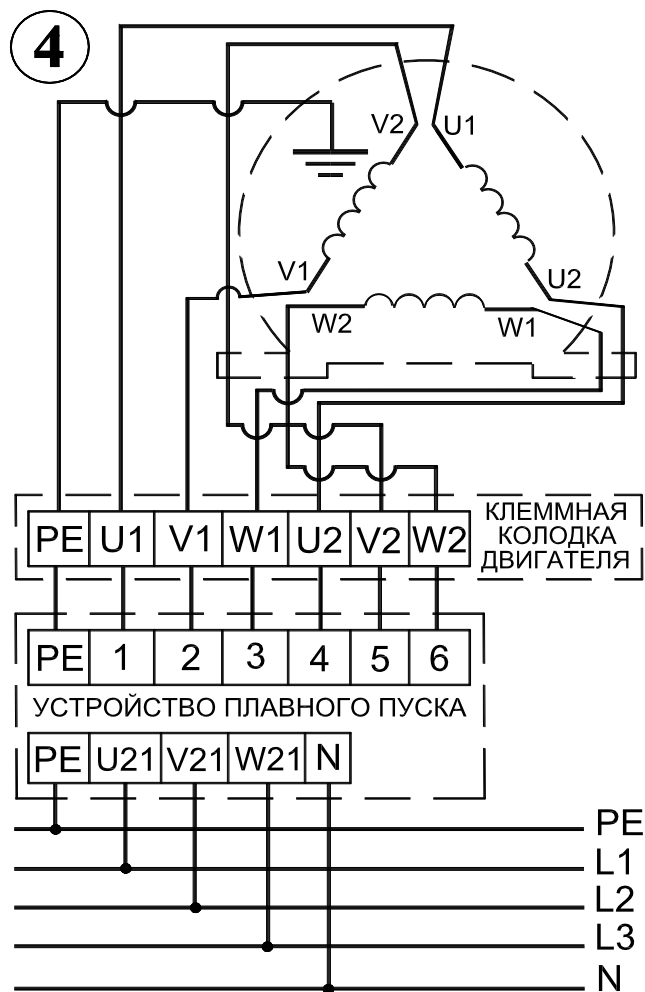 4
V2 U1
V1 U2
W2 W1
PE U1 V1 W1 U2 V2 W2
КЛЕММНАЯ
КОЛОДКА
ДВИГАТЕЛЯ
PE 1 2 3 4 5 6
УСТРОЙСТВО ПЛАВНОГО ПУСКА
PE U21 V21 W21 N
PE
L1
L2
L3
N